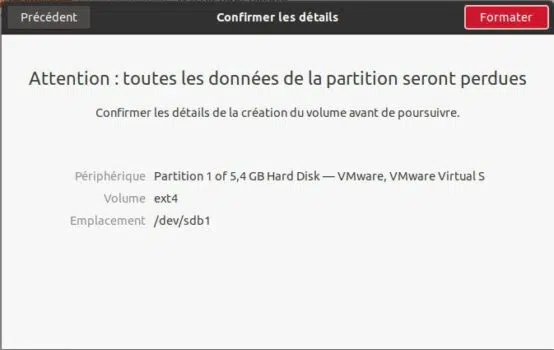 Précédent Confirmer les détails Formater
Attention : toutes les données de la partition seront perdues
Confirmer les détails de la création du volume avant de poursuivre.
Périphérique Partition 1 of 5,4 GB Hard Disk — VMware, VMware Virtual S
Volume ext4
Emplacement /dev/sdb1